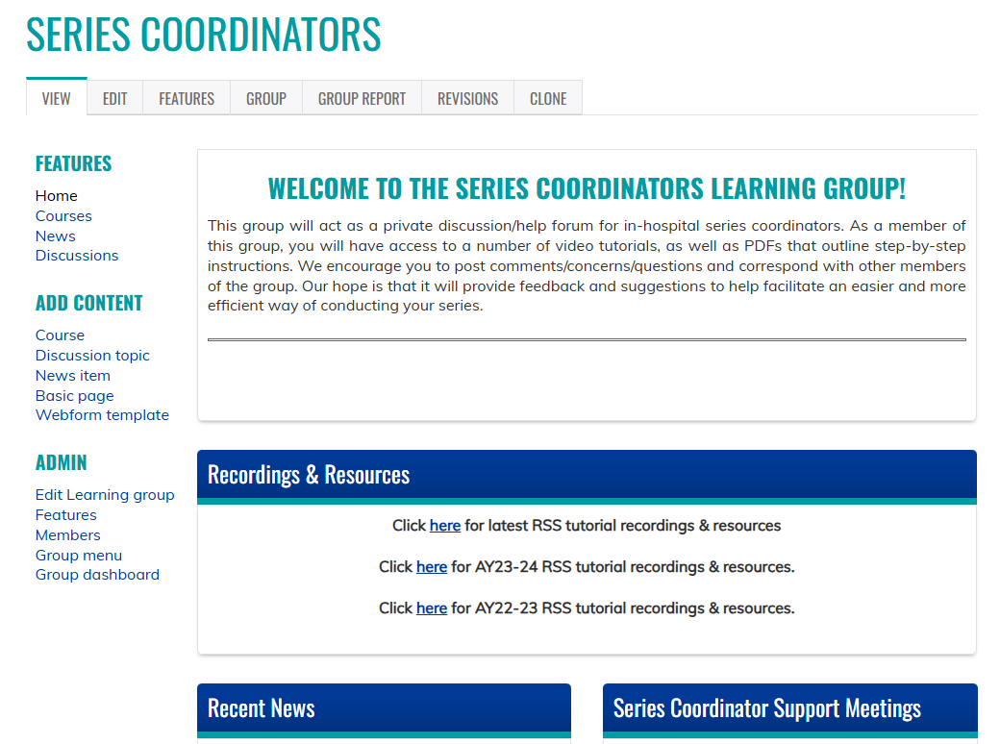 SERIES COORDINATORS
VIEW EDIT FEATURES GROUP GROUP REPORT REVISIONS CLONE
FEATURES
Home
Courses
News
Discussions
ADD CONTENT
Course
Discussion topic
News item
Basic page
Webform template
ADMIN
Edit Learning group
Features
Members
Group menu
Group dashboard
WELCOME TO THE SERIES COORDINATORS LEARNING GROUP!
This group will act as a private discussion/help forum for in-hospital series coordinators. As a member of
this group, you will have access to a number of video tutorials, as well as PDFs that outline step-by-step
instructions. We encourage you to post comments/concerns/questions and correspond with other members
of the group. Our hope is that it will provide feedback and suggestions to help facilitate an easier and more
efficient way of conducting your series.
Recordings & Resources
Click here for latest RSS tutorial recordings & resources
Click here for AY23-24 RSS tutorial recordings & resources.
Click here for AY22-23 RSS tutorial recordings & resources.
Recent News
Series Coordinator Support Meetings